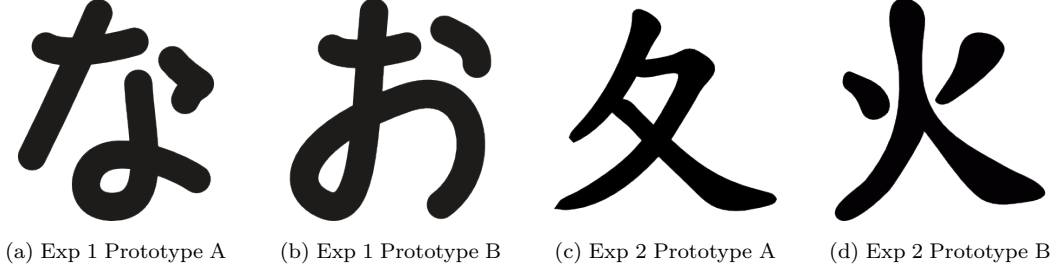 な お 夂 火
(a) Exp 1 Prototype A (b) Exp 1 Prototype B (c) Exp 2 Prototype A (d) Exp 2 Prototype B